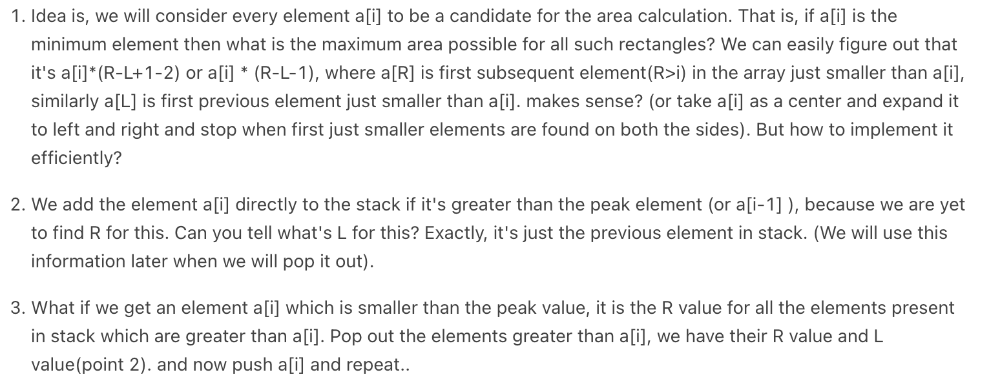 1. Idea is, we will consider every element a[i] to be a candidate for the area calculation. That is, if a[i] is the
minimum element then what is the maximum area possible for all such rectangles? We can easily figure out that
it's a[i]*(R-L+1-2) or a[i] * (R-L-1), where a[R] is first subsequent element(R>i) in the array just smaller than a[i],
similarly a[L] is first previous element just smaller than a[i]. makes sense? (or take a[i] as a center and expand it
to left and right and stop when first just smaller elements are found on both the sides). But how to implement it
efficiently?
2. We add the element a[i] directly to the stack if it's greater than the peak element (or a[i-1] ), because we are yet
to find R for this. Can you tell what's L for this? Exactly, it's just the previous element in stack. (We will use this
information later when we will pop it out).
3. What if we get an element a[i] which is smaller than the peak value, it is the R value for all the elements present
in stack which are greater than a[i]. Pop out the elements greater than a[i], we have their R value and L
value(point 2). and now push a[i] and repeat..